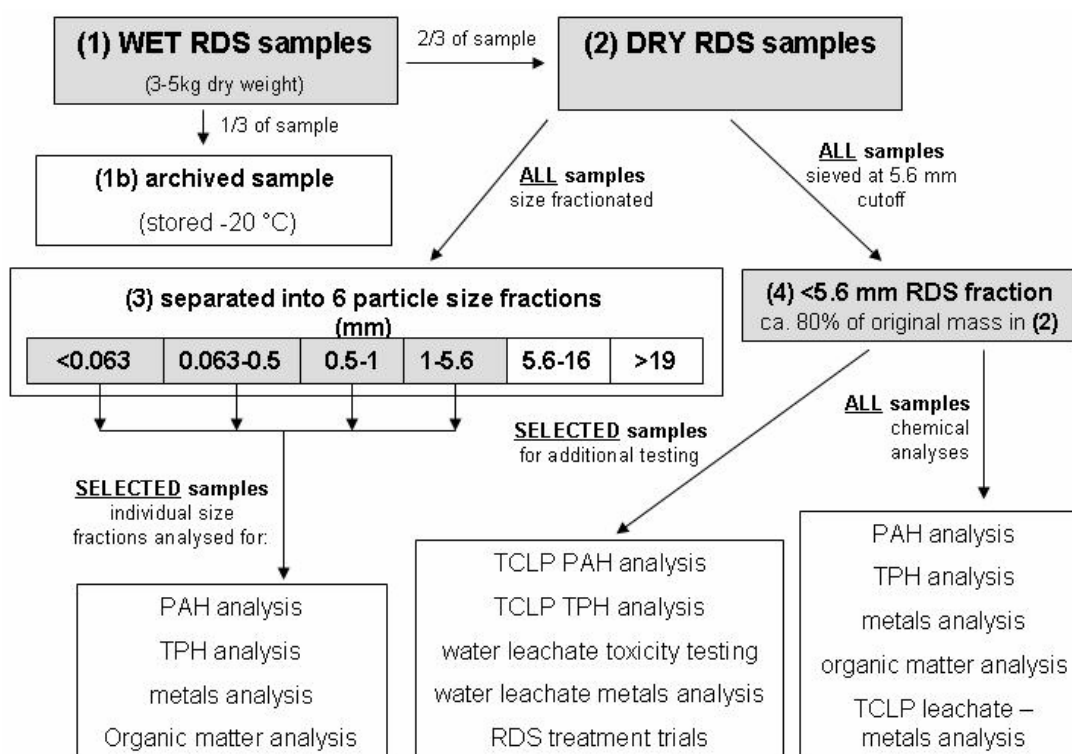 (1) WET RDS samples
(3-5kg dry weight)
2/3 of sample
(2) DRY RDS samples
1/3 of sample
(1b) archived sample
(stored -20 °C)
ALL samples
size fractionated
ALL samples
sieved at 5.6 mm
cutoff
(3) separated into 6 particle size fractions
(mm)
<0.063 0.063-0.5 0.5-1 1-5.6 5.6-16 >19
(4) <5.6 mm RDS fraction
ca. 80% of original mass in (2)
SELECTED samples
individual size
fractions analysed for:
SELECTED samples
for additional testing
ALL samples
chemical
analyses
PAH analysis
TPH analysis
metals analysis
Organic matter analysis
TCLP PAH analysis
TCLP TPH analysis
water leachate toxicity testing
water leachate metals analysis
RDS treatment trials
PAH analysis
TPH analysis
metals analysis
organic matter analysis
TCLP leachate –
metals analysis